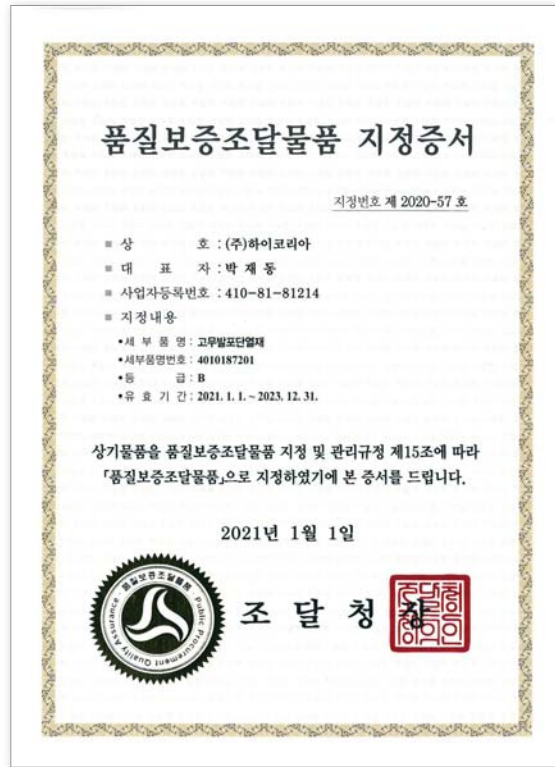 품질보증조달물품 지정증서
지정번호 제 2020-57 호
■ 상 호 : (주)하이코리아
■ 대 표 자 : 박 재 동
■ 사업자등록번호 : 410-81-81214
■ 지정내용
•세 부 품 명 : 고무발포단열재
•세부품명번호 : 4010187201
•등 급 : B
•유 효 기 간 : 2021. 1. 1. ~ 2023. 12. 31.
상기물품을 품질보증조달물품 지정 및 관리규정 제15조에 따라
「품질보증조달물품」으로 지정하였기에 본 증서를 드립니다.
2021년 1월 1일
품질보증조달물품 · Public Procurement Quality Assurance ·
조 달 청 장